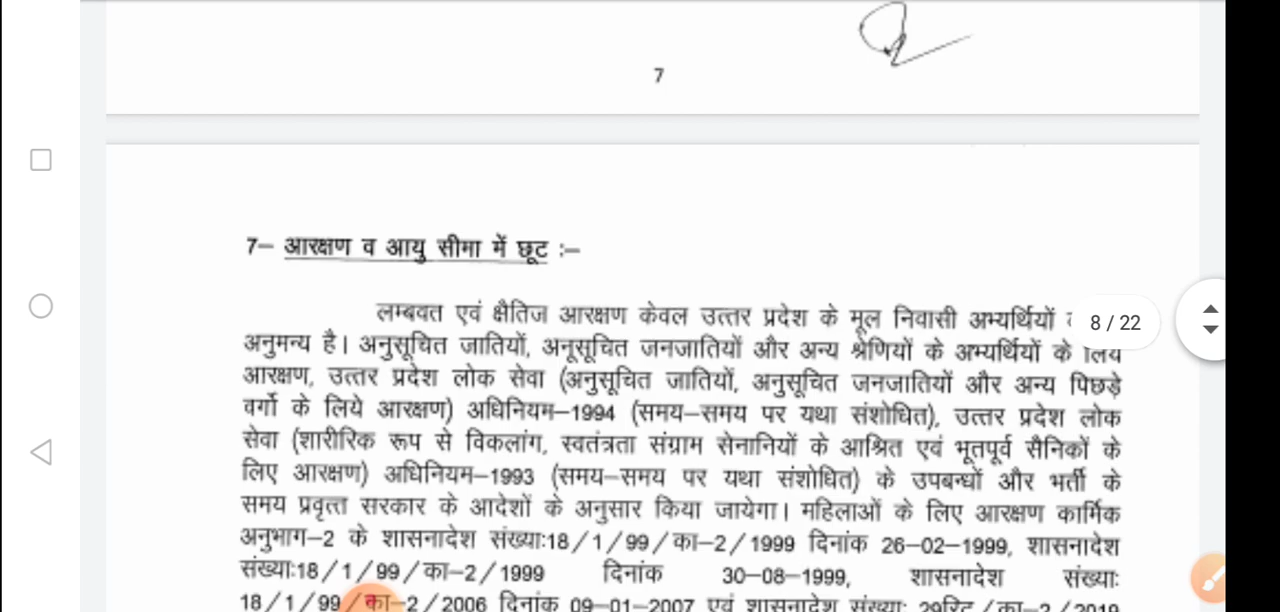 7
7– आरक्षण व आयु सीमा में छूट :–
लम्बवत एवं क्षैतिज आरक्षण केवल उत्तर प्रदेश के मूल निवासी अभ्यर्थियों
8 / 22
अनुमन्य है। अनुसूचित जातियों, अनूसूचित जनजातियों और अन्य श्रेणियों के अभ्यर्थियों के लिये
आरक्षण, उत्तर प्रदेश लोक सेवा (अनुसूचित जातियों, अनुसूचित जनजातियों और अन्य पिछड़े
वर्गो के लिये आरक्षण) अधिनियम–1994 (समय–समय पर यथा संशोधित), उत्तर प्रदेश लोक
सेवा (शारीरिक रूप से विकलांग, स्वतंत्रता संग्राम सेनानियों के आश्रित एवं भूतपूर्व सैनिकों के
लिए आरक्षण) अधिनियम–1993 (समय–समय पर यथा संशोधित) के उपबन्धों और भर्ती के
समय प्रवृत्त सरकार के आदेशों के अनुसार किया जायेगा। महिलाओं के लिए आरक्षण कार्मिक
अनुभाग–2 के शासनादेश संख्या:18/1/99/का–2/1999 दिनांक 26–02–1999, शासनादेश
संख्या:18/1/99/का–2/1999 दिनांक 30–08–1999, शासनादेश संख्या:
18/1/99/का–2/2006 दिनांक 09–01–2007 एवं शासनादेश संख्या: 29रिट/का–2/2019